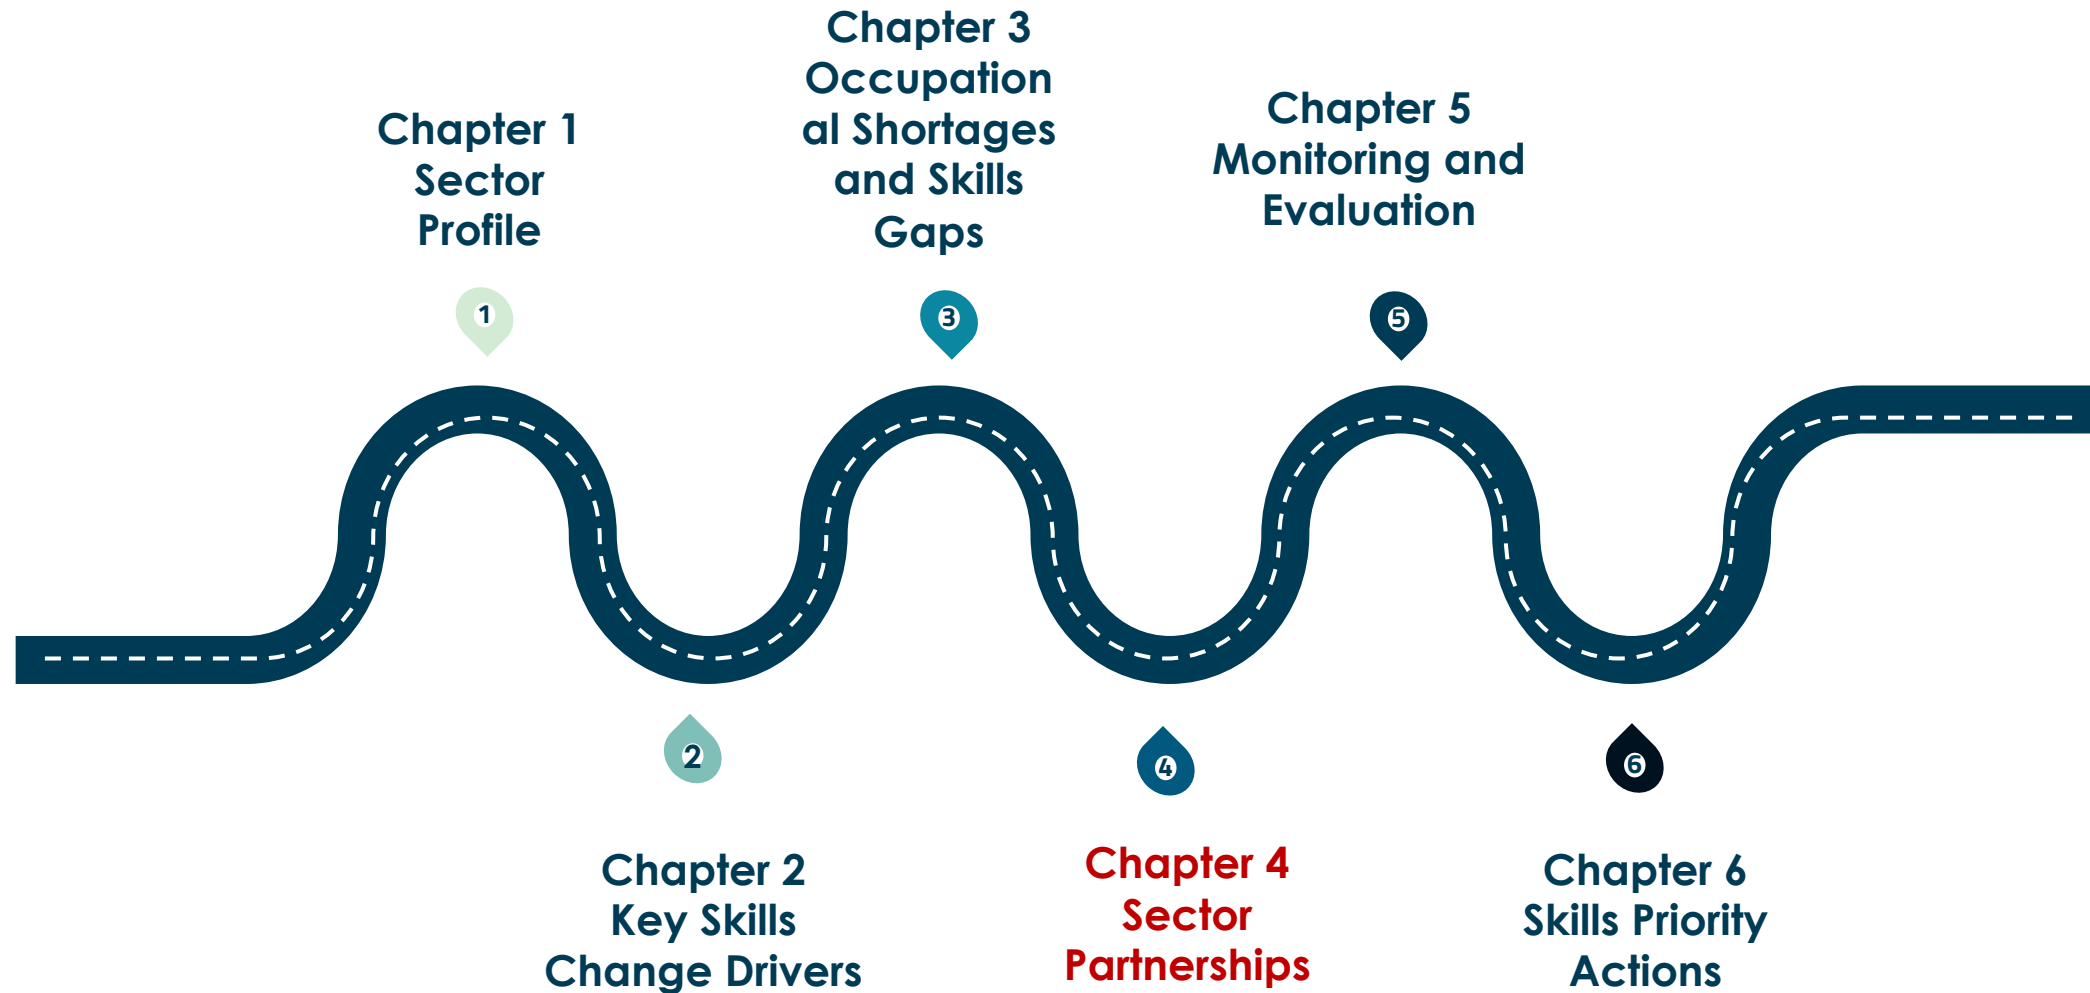 Chapter 1
Sector
Profile
1
Chapter 2
Key Skills
Change Drivers
2
Chapter 3
Occupation
al Shortages
and Skills
Gaps
3
Chapter 4
Sector
Partnerships
4
Chapter 5
Monitoring and
Evaluation
5
Chapter 6
Skills Priority
Actions
6